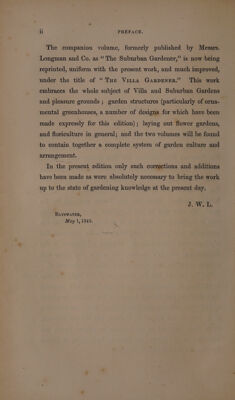 ii PREFACE.
The companion volume, formerly published by Messrs.
Longman and Co. as “The Suburban Gardener,” is now being
reprinted, uniform with the present work, and much improved,
under the title of “The Villa Gardener.” This work
embraces the whole subject of Villa and Suburban Gardens
and pleasure grounds ; garden structures (particularly of orna-
mental greenhouses, a number of designs for which have been
made expressly for this edition); laying out flower gardens,
and floriculture in general; and the two volumes will be found
to contain together a complete system of garden culture and
arrangement.
In the present edition only such corrections and additions
have been made as were absolutely necessary to bring the work
up to the state of gardening knowledge at the present day.
J. W. L.
Bayswater,
May 1, 1849.